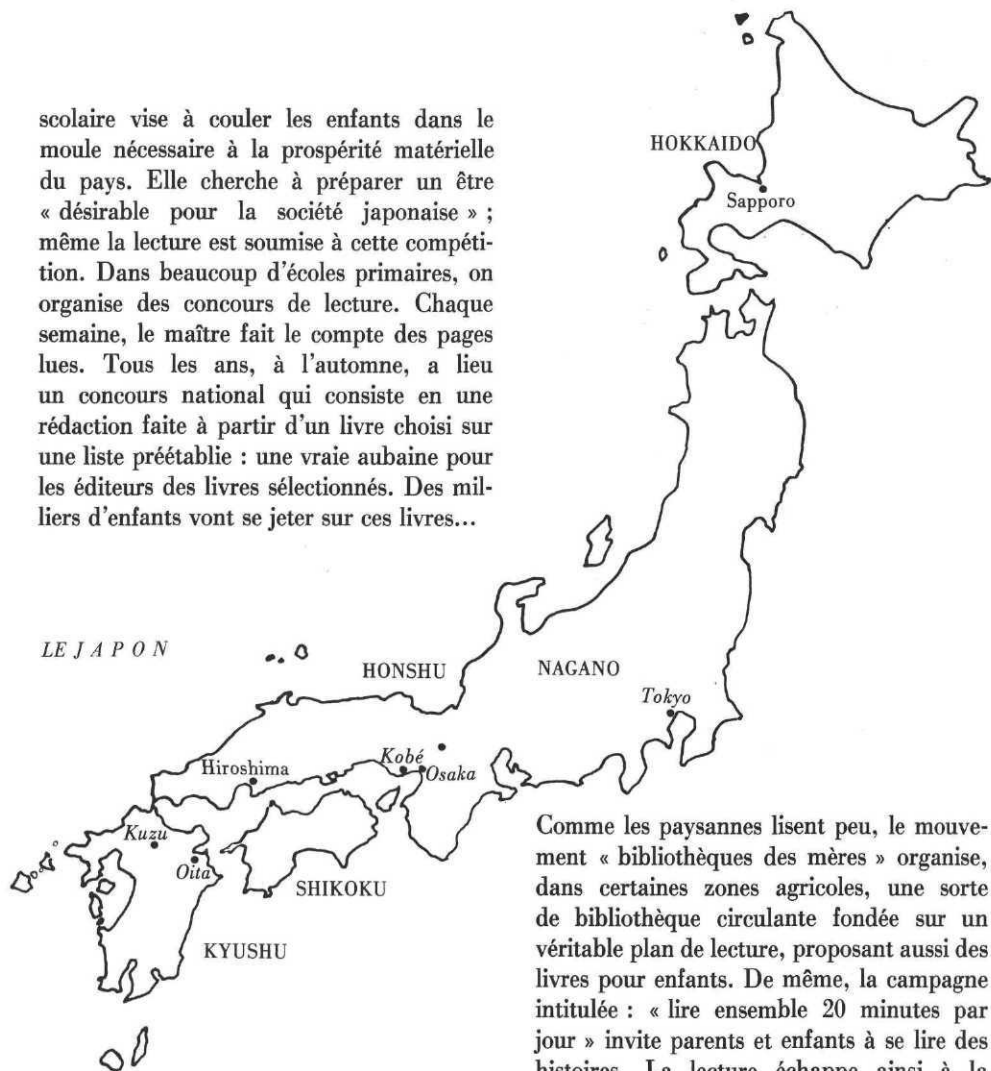 scolaire vise à couler les enfants dans le
moule nécessaire à la prospérité matérielle
du pays. Elle cherche à préparer un être
« désirable pour la société japonaise » ;
même la lecture est soumise à cette compéti-
tion. Dans beaucoup d'écoles primaires, on
organise des concours de lecture. Chaque
semaine, le maître fait le compte des pages
lues. Tous les ans, à l'automne, a lieu
un concours national qui consiste en une
rédaction faite à partir d'un livre choisi sur
une liste préétablie : une vraie aubaine pour
les éditeurs des livres sélectionnés. Des mil-
liers d'enfants vont se jeter sur ces livres...
HOKKAIDO
Sapporo
LE JAPON
HONSHU
NAGANO
Tokyo
Hiroshima
Kobé
Osaka
Kuzu
Oita
SHIKOKU
KYUSHU
Comme les paysannes lisent peu, le mouve-
ment « bibliothèques des mères » organise,
dans certaines zones agricoles, une sorte
de bibliothèque circulante fondée sur un
véritable plan de lecture, proposant aussi des
livres pour enfants. De même, la campagne
intitulée : « lire ensemble 20 minutes par
jour » invite parents et enfants à se lire des
histoires. La lecture échappe ainsi à la